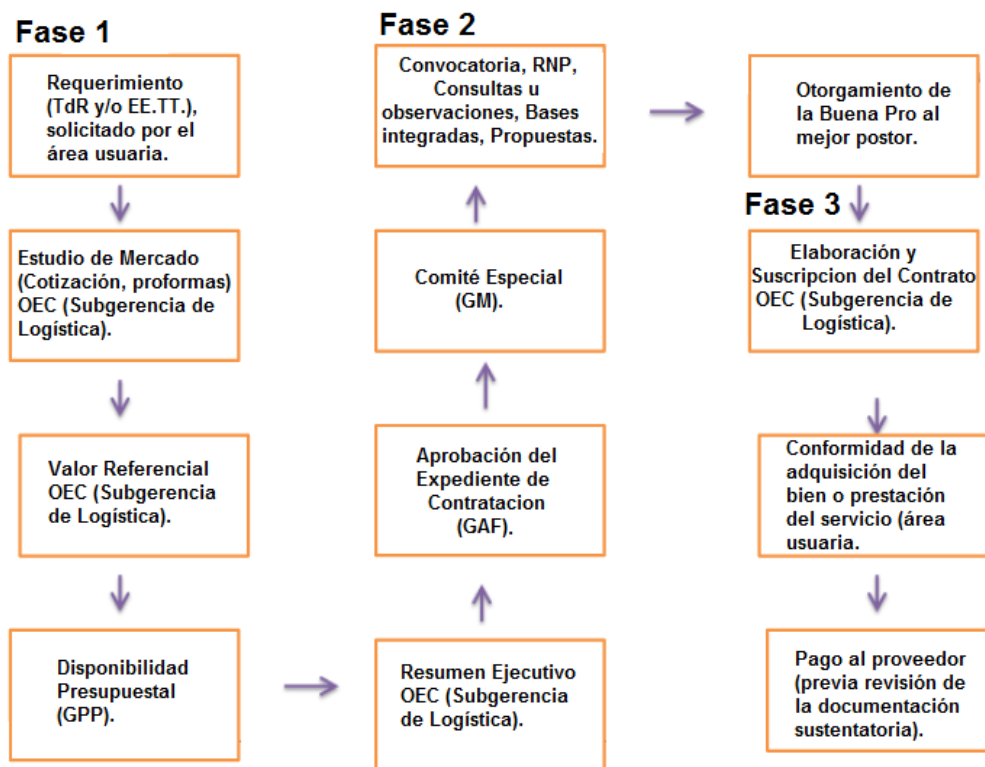 Fase 1
Requerimiento
(TdR y/o EE.TT.),
solicitado por el
área usuaria.
Estudio de Mercado
(Cotización, proformas)
OEC (Subgerencia de
Logística).
Valor Referencial
OEC (Subgerencia
de Logística).
Disponibilidad
Presupuestal
(GPP).
Resumen Ejecutivo
OEC (Subgerencia
de Logística).
Aprobación del
Expediente de
Contratacion
(GAF).
Comité Especial
(GM).
Fase 2
Convocatoria, RNP,
Consultas u
observaciones, Bases
integradas, Propuestas.
Otorgamiento de
la Buena Pro al
mejor postor.
Fase 3
Elaboración y
Suscripcion del Contrato
OEC (Subgerencia de
Logística).
Conformidad de la
adquisición del
bien o prestación
del servicio (área
usuaria.
Pago al proveedor
(previa revisión de
la documentación
sustentatoria).